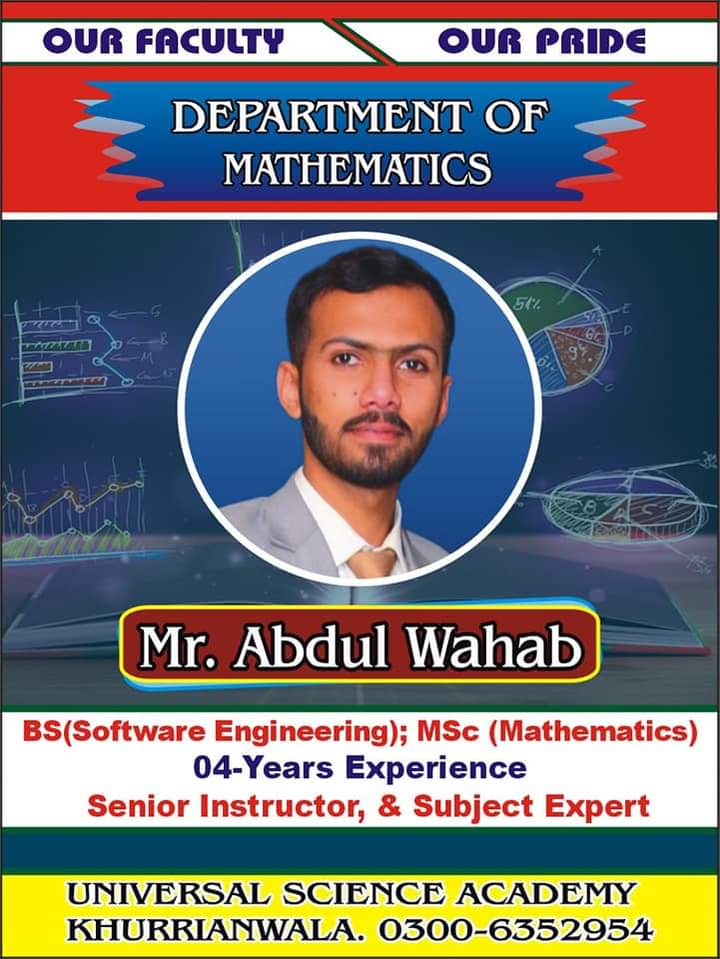 OUR FACULTY OUR PRIDE
DEPARTMENT OF
MATHEMATICS
51%
Mr. Abdul Wahab
BS(Software Engineering); MSc (Mathematics)
04-Years Experience
Senior Instructor, & Subject Expert
UNIVERSAL SCIENCE ACADEMY
KHURRIANWALA. 0300-6352954